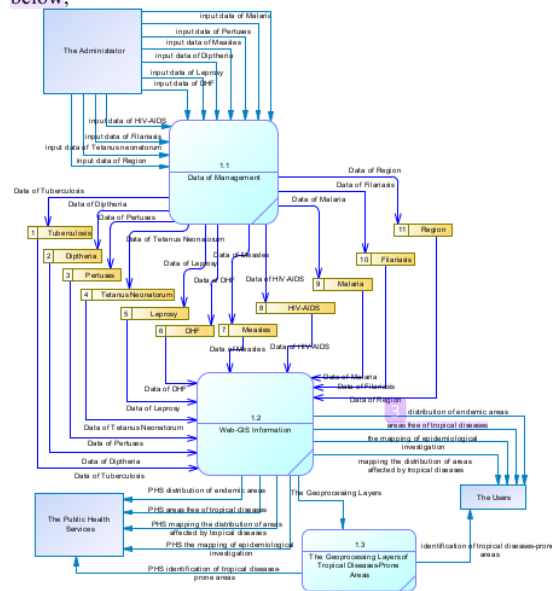 below,
input data of Malaria
input data of Pertuses
input data of Measles
input data of Diptheria
input data of Leprosy
input data of DHF
The Administrator
input data of HIV-AIDS
input data of Filariasis
input data of Tetanus neonatorum
input data of Region
1.1
Data of Management
Data of Region
Data of Filariasis
Data of Malaria
Data of Tuberculosis
Data of Diptheria
Data of Pertuses
Data of Tetanus Neonatorum
Data of Leprosy
Data of Measles
Data of DHF
Data of HIV-AIDS
1 Tuberculosis
2 Diptheria
3 Pertuses
4 Tetanus Neonatorum
5 Leprosy
6 DHF
7 Measles
8 HIV-AIDS
9 Malaria
10 Filariasis
11 Region
Data of Measles
Data of HIV-AIDS
Data of Malaria
Data of Filariasis
Data of Region
Data of DHF
Data of Leprosy
Data of Tetanus Neonatorum
Data of Pertuses
Data of Diptheria
Data of Tuberculosis
1.2
Web-GIS Information
3
distribution of endemic areas
areas free of tropical diseases
the mapping of epidemiological
investigation
mapping the distribution of areas
affected by tropical diseases
The Users
PHS distribution of endemic areas
PHS areas free of tropical diseases
PHS mapping the distribution of areas
affected by tropical diseases
PHS the mapping of epidemiological
investigation
PHS identification of tropical diseases-
prone areas
The Public Health
Services
The Geoprocessing Layers
1.3
The Geoprocessing Layers of
Tropical Diseases-Prone
Areas
identification of tropical diseases-prone
areas